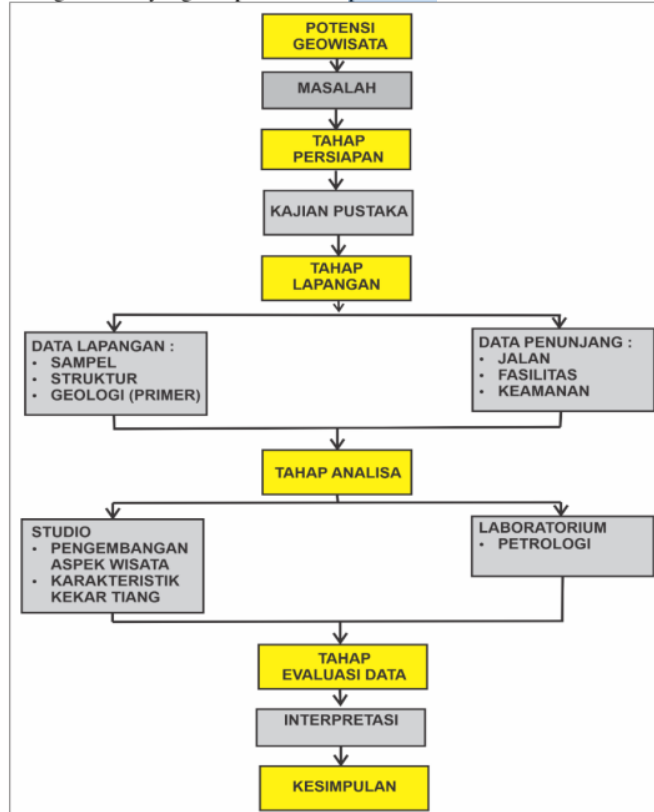 POTENSI
GEOWISATA
MASALAH
TAHAP
PERSIAPAN
KAJIAN PUSTAKA
TAHAP
LAPANGAN
DATA LAPANGAN :
• SAMPEL
• STRUKTUR
• GEOLOGI (PRIMER)
DATA PENUNJANG :
• JALAN
• FASILITAS
• KEAMANAN
TAHAP ANALISA
STUDIO
• PENGEMBANGAN
ASPEK WISATA
• KARAKTERISTIK
KEKAR TIANG
LABORATORIUM
• PETROLOGI
TAHAP
EVALUASI DATA
INTERPRETASI
KESIMPULAN